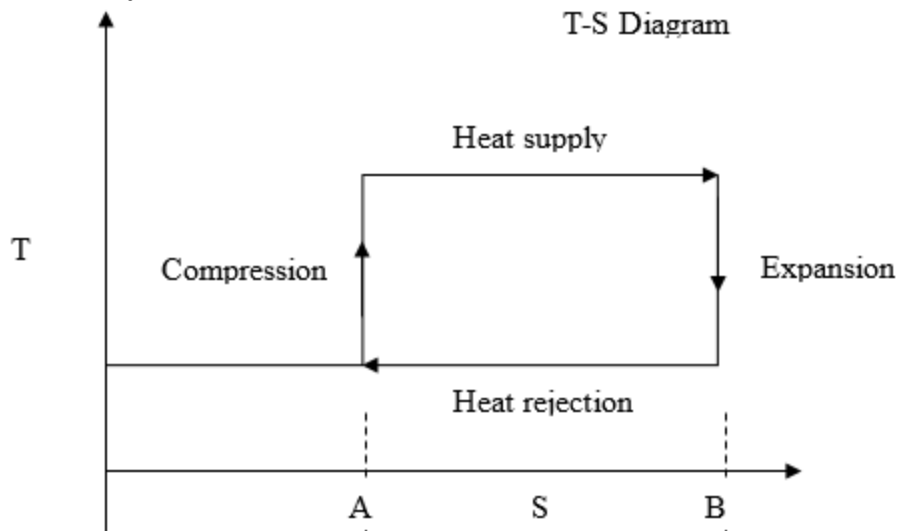 T-S Diagram
Heat supply
T
Compression
Expansion
Heat rejection
A
S
B